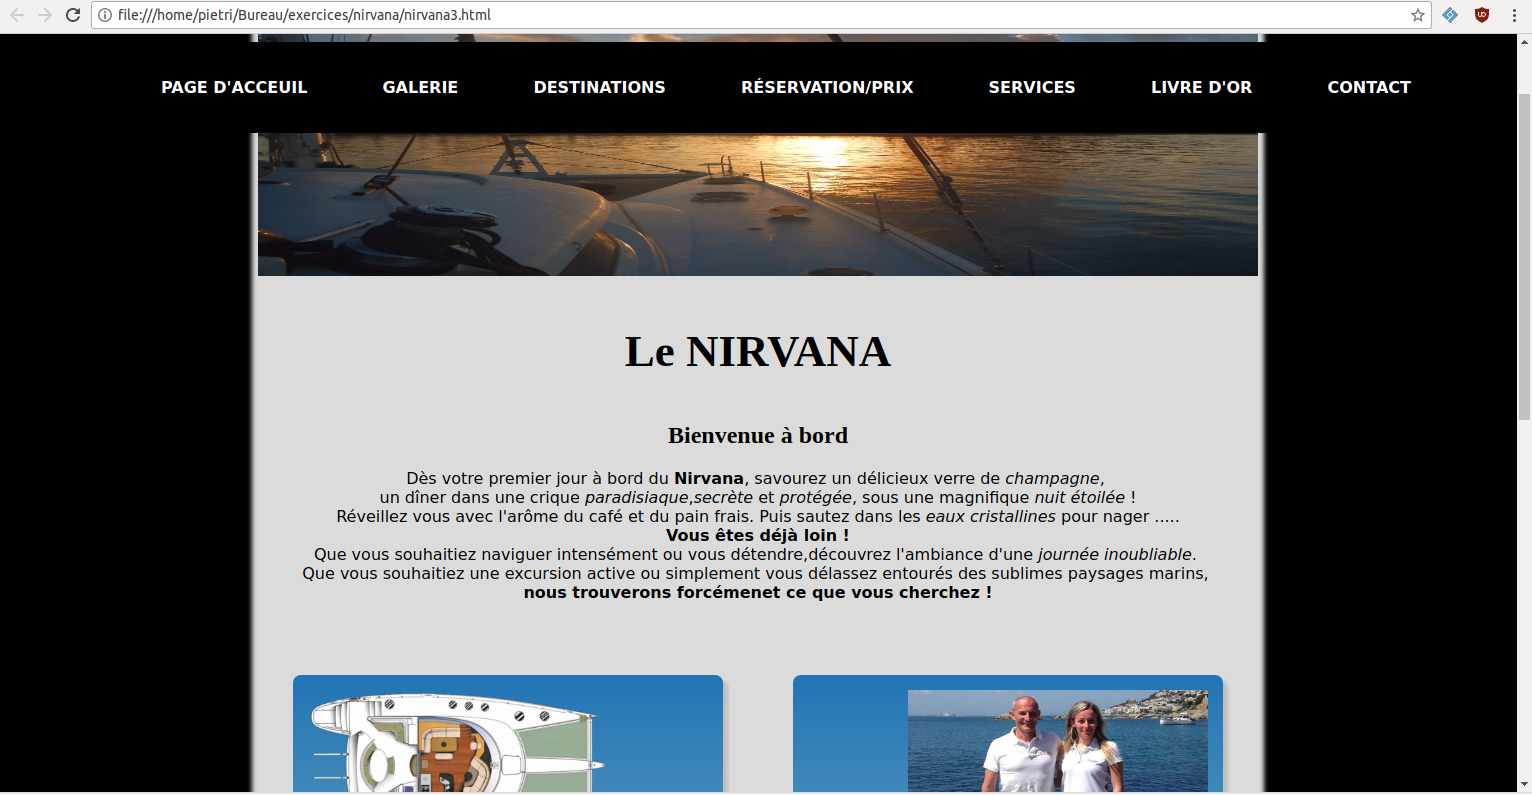 file:///home/pietri/Bureau/exercices/nirvana/nirvana3.html
PAGE D'ACCEUIL GALERIE DESTINATIONS RÉSERVATION/PRIX SERVICES LIVRE D'OR CONTACT
Le NIRVANA
Bienvenue à bord
Dès votre premier jour à bord du Nirvana, savourez un délicieux verre de champagne,
un dîner dans une crique paradisiaque,secrète et protégée, sous une magnifique nuit étoilée !
Réveillez vous avec l'arôme du café et du pain frais. Puis sautez dans les eaux cristallines pour nager .....
Vous êtes déjà loin !
Que vous souhaitiez naviguer intensément ou vous détendre,découvrez l'ambiance d'une journée inoubliable.
Que vous souhaitiez une excursion active ou simplement vous délassez entourés des sublimes paysages marins,
nous trouverons forcémenet ce que vous cherchez !